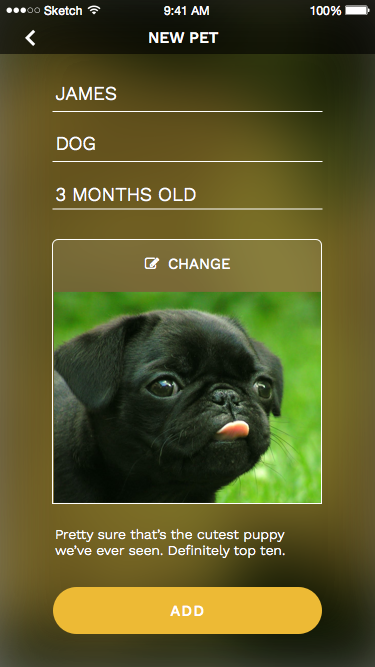 Sketch 9:41 AM 100%
NEW PET
JAMES
DOG
3 MONTHS OLD
CHANGE
Pretty sure that's the cutest puppy
we've ever seen. Definitely top ten.
ADD